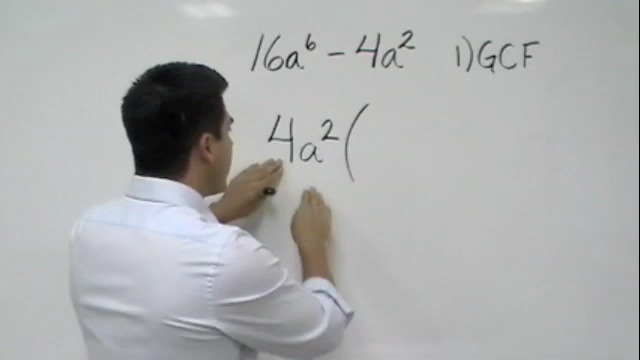 16a⁶ - 4a² 1) GCF
4a² (